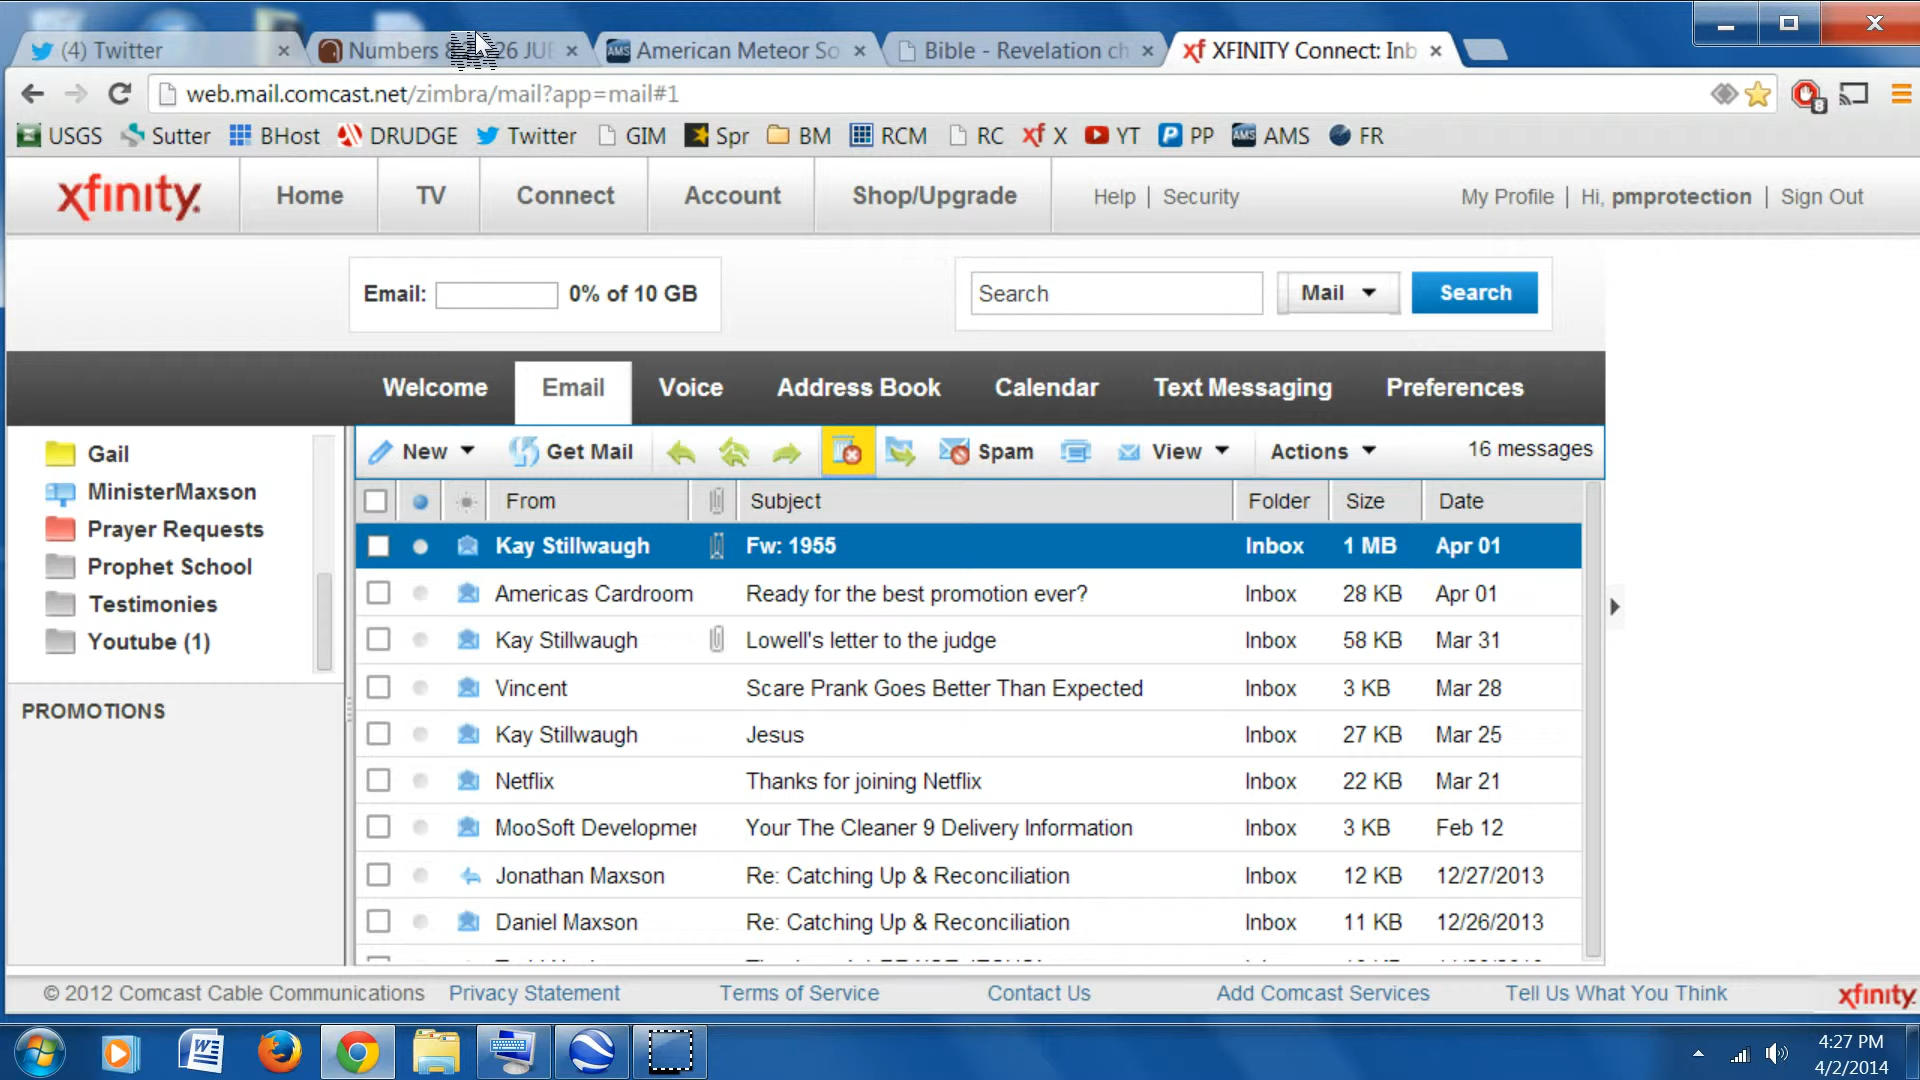 (4) Twitter
Numbers 26 JUE
American Meteor So
Bible - Revelation ch
XFINITY Connect: Inb
web.mail.comcast.net/zimbra/mail?app=mail#1
8
USGS Sutter BHost DRUDGE Twitter GIM Spr BM RCM RC X YT PP AMS FR
xfinity. Home TV Connect Account Shop/Upgrade Help | Security My Profile | Hi, pmprotection | Sign Out
Email: 0% of 10 GB Search Mail Search
Welcome Email Voice Address Book Calendar Text Messaging Preferences
Gail
MinisterMaxson
Prayer Requests
Prophet School
Testimonies
Youtube (1)
PROMOTIONS
New Get Mail Spam View Actions 16 messages
From Subject Folder Size Date
Kay Stillwaugh Fw: 1955 Inbox 1 MB Apr 01
Americas Cardroom Ready for the best promotion ever? Inbox 28 KB Apr 01
Kay Stillwaugh Lowell's letter to the judge Inbox 58 KB Mar 31
Vincent Scare Prank Goes Better Than Expected Inbox 3 KB Mar 28
Kay Stillwaugh Jesus Inbox 27 KB Mar 25
Netflix Thanks for joining Netflix Inbox 22 KB Mar 21
MooSoft Developmer Your The Cleaner 9 Delivery Information Inbox 3 KB Feb 12
Jonathan Maxson Re: Catching Up & Reconciliation Inbox 12 KB 12/27/2013
Daniel Maxson Re: Catching Up & Reconciliation Inbox 11 KB 12/26/2013
© 2012 Comcast Cable Communications Privacy Statement Terms of Service Contact Us Add Comcast Services Tell Us What You Think xfinity.
4:27 PM
4/2/2014